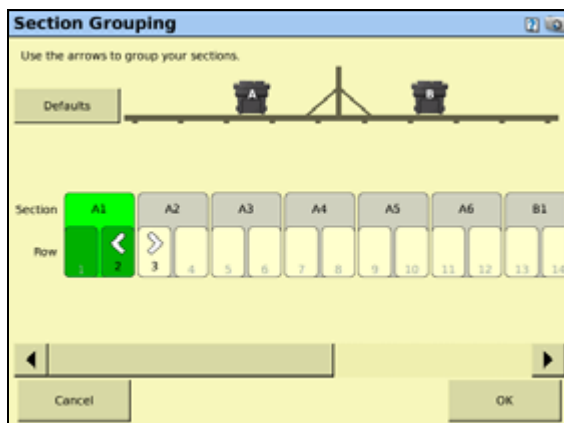 Section Grouping
Use the arrows to group your sections.
A B
Defaults
Section A1 A2 A3 A4 A5 A6 B1
Row 1 2 3 4 5 6 7 8 9 10 11 12 13 14
Cancel OK